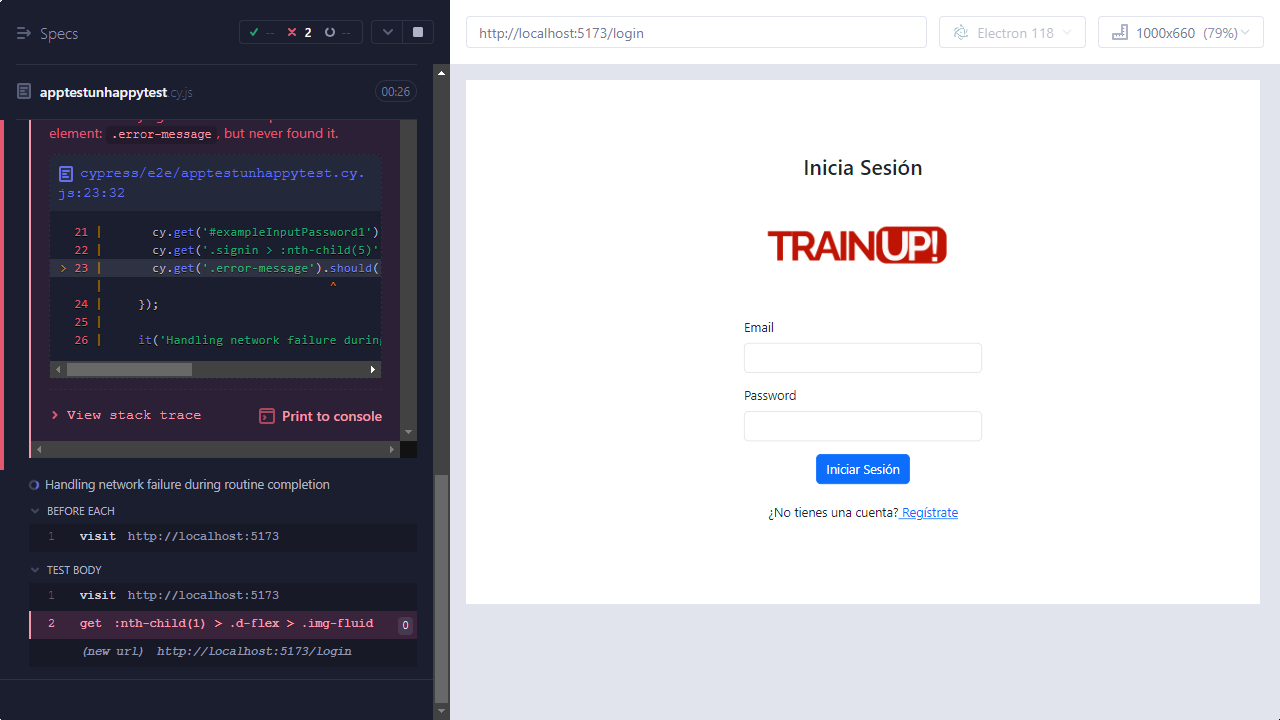 Specs
-- 2 --
apptestunhappytest.cy.js
00:26
element: .error-message, but never found it.
cypress/e2e/apptestunhappytest.cy.
js:23:32
21 | cy.get('#exampleInputPassword1')
22 | cy.get('.signin > :nth-child(5)'
> 23 | cy.get('.error-message').should(
| ^
24 | });
25 |
26 | it('Handling network failure durin
View stack trace
Print to console
Handling network failure during routine completion
BEFORE EACH
1 visit http://localhost:5173
TEST BODY
1 visit http://localhost:5173
2 get :nth-child(1) > .d-flex > .img-fluid 0
(new url) http://localhost:5173/login
http://localhost:5173/login
Electron 118
1000x660 (79%)
Inicia Sesión
TRAINUP!
Email
Password
Iniciar Sesión
¿No tienes una cuenta? Regístrate